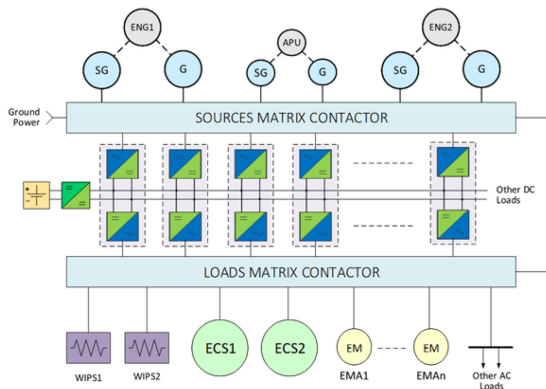 ENG1
APU
ENG2
SG
G
SG
G
SG
G
Ground
Power
SOURCES MATRIX CONTACTOR
Other DC
Loads
LOADS MATRIX CONTACTOR
WIPS1
WIPS2
ECS1
ECS2
EM
EM
EMA1
EMAn
Other AC
Loads